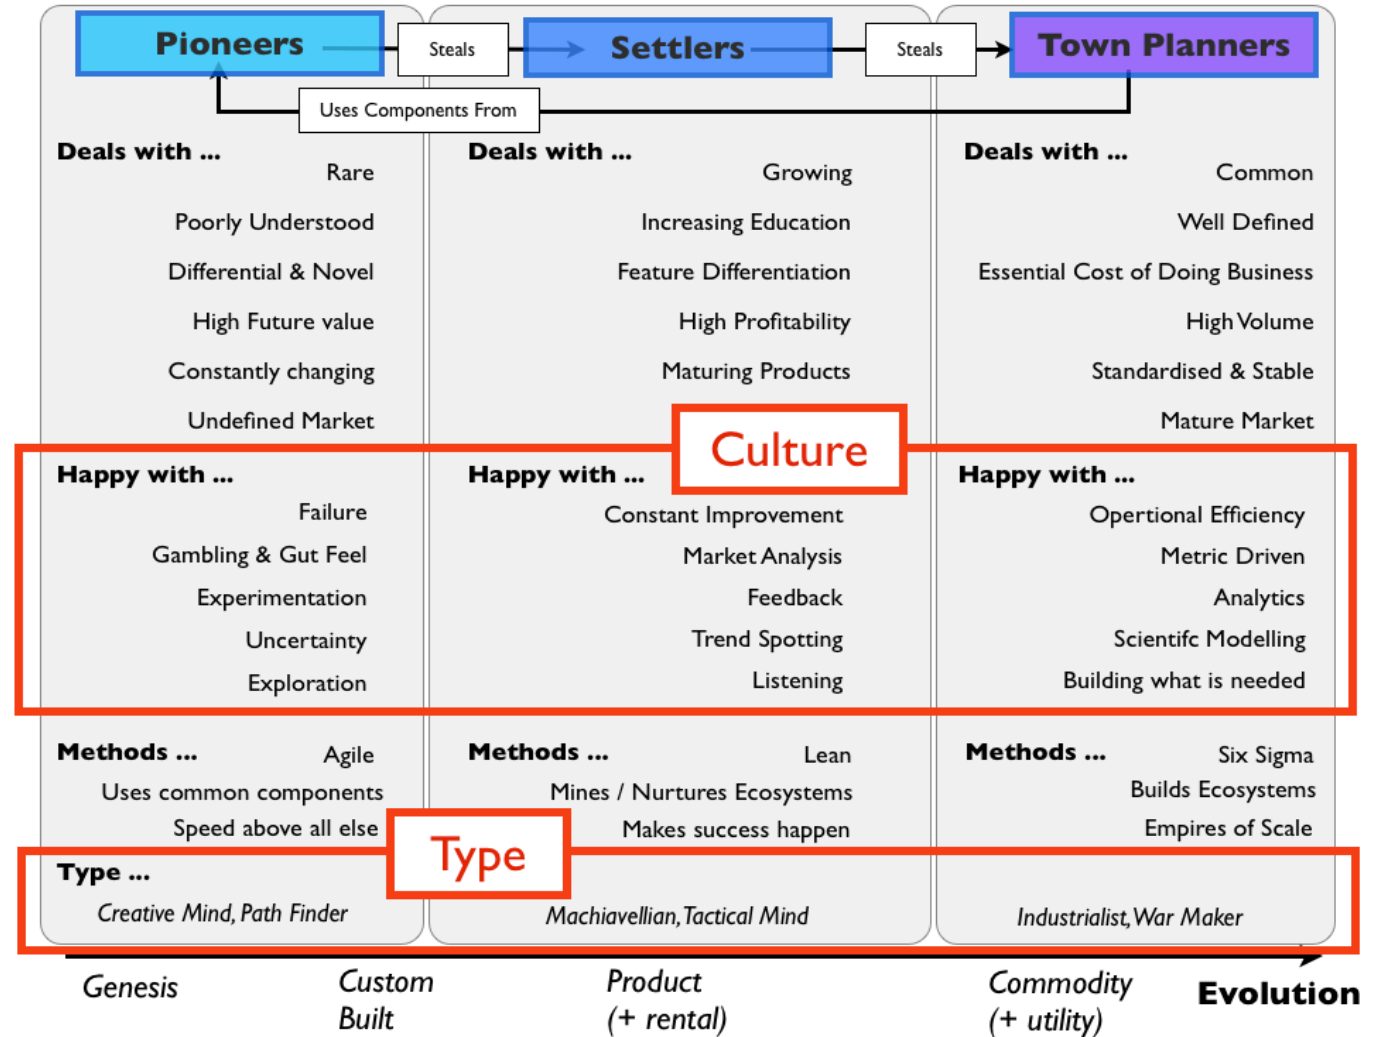 Pioneers
Steals
Settlers
Steals
Town Planners
Uses Components From
Deals with ...
Rare
Poorly Understood
Differential & Novel
High Future value
Constantly changing
Undefined Market
Deals with ...
Growing
Increasing Education
Feature Differentiation
High Profitability
Maturing Products
Deals with ...
Common
Well Defined
Essential Cost of Doing Business
High Volume
Standardised & Stable
Mature Market
Culture
Happy with ...
Failure
Gambling & Gut Feel
Experimentation
Uncertainty
Exploration
Happy with ...
Constant Improvement
Market Analysis
Feedback
Trend Spotting
Listening
Happy with ...
Opertional Efficiency
Metric Driven
Analytics
Scientifc Modelling
Building what is needed
Methods ...
Agile
Uses common components
Speed above all else
Methods ...
Lean
Mines / Nurtures Ecosystems
Makes success happen
Methods ...
Six Sigma
Builds Ecosystems
Empires of Scale
Type
Type ...
Creative Mind, Path Finder
Machiavellian, Tactical Mind
Industrialist, War Maker
Genesis
Custom
Built
Product
(+ rental)
Commodity
(+ utility)
Evolution